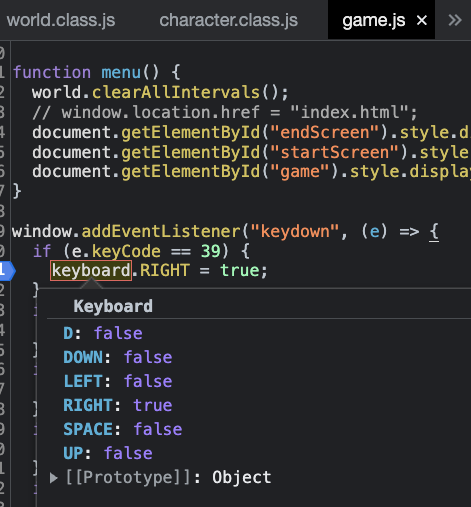 world.class.js character.class.js game.js × »
function menu() {
world.clearAllIntervals();
// window.location.href = "index.html";
document.getElementById("endScreen").style.di
document.getElementById("startScreen").style
document.getElementById("game").style.display
}
window.addEventListener("keydown", (e) => {
if (e.keyCode == 39) {
keyboard.RIGHT = true;
Keyboard
D: false
DOWN: false
LEFT: false
RIGHT: true
SPACE: false
UP: false
▶ [[Prototype]]: Object